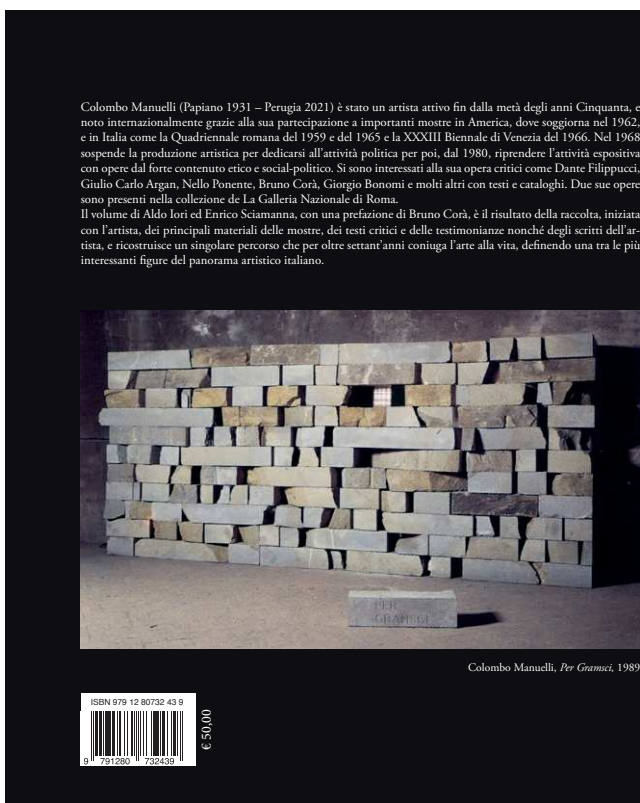 Colombo Manuelli (Papiano 1931 – Perugia 2021) è stato un artista attivo fin dalla metà degli anni Cinquanta, e
noto internazionalmente grazie alla sua partecipazione a importanti mostre in America, dove soggiorna nel 1962,
e in Italia come la Quadriennale romana del 1959 e del 1965 e la XXXIII Biennale di Venezia del 1966. Nel 1968
sospende la produzione artistica per dedicarsi all’attività politica per poi, dal 1980, riprendere l’attività espositiva
con opere dal forte contenuto etico e social-politico. Si sono interessati alla sua opera critici come Dante Filippucci,
Giulio Carlo Argan, Nello Ponente, Bruno Corà, Giorgio Bonomi e molti altri con testi e cataloghi. Due sue opere
sono presenti nella collezione de La Galleria Nazionale di Roma.
Il volume di Aldo Iori ed Enrico Sciamanna, con una prefazione di Bruno Corà, è il risultato della raccolta, iniziata
con l’artista, dei principali materiali delle mostre, dei testi critici e delle testimonianze nonché degli scritti dell’ar-
tista, e ricostruisce un singolare percorso che per oltre settant’anni coniuga l’arte alla vita, definendo una tra le più
interessanti figure del panorama artistico italiano.
PER
GRAMSCI
Colombo Manuelli, Per Gramsci, 1989
ISBN 979 12 80732 43 9
9 791280 732439
€ 50,00